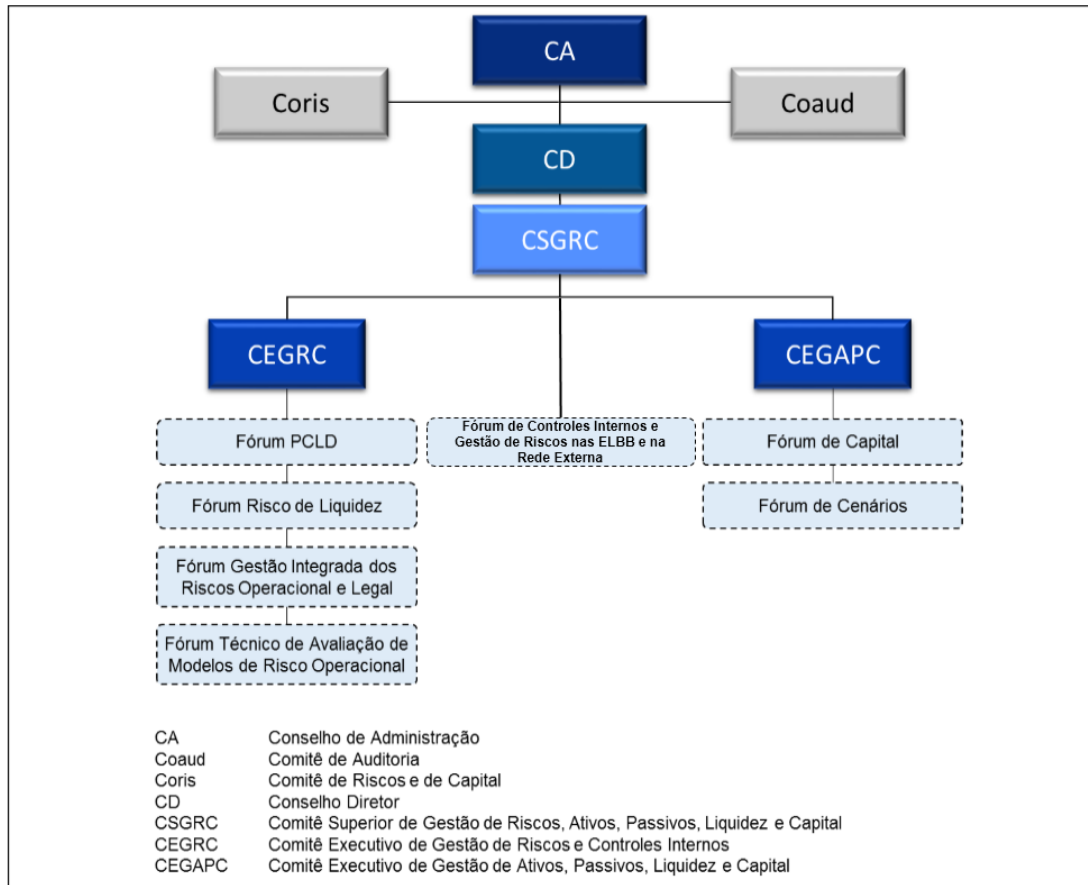 CA
Coris
Coaud
CD
CSGRC
CEGRC
CEGAPC
Fórum PCLD
Fórum de Controles Internos e
Gestão de Riscos nas ELBB e na
Rede Externa
Fórum de Capital
Fórum Risco de Liquidez
Fórum de Cenários
Fórum Gestão Integrada dos
Riscos Operacional e Legal
Fórum Técnico de Avaliação de
Modelos de Risco Operacional
CA Conselho de Administração
Coaud Comitê de Auditoria
Coris Comitê de Riscos e de Capital
CD Conselho Diretor
CSGRC Comitê Superior de Gestão de Riscos, Ativos, Passivos, Liquidez e Capital
CEGRC Comitê Executivo de Gestão de Riscos e Controles Internos
CEGAPC Comitê Executivo de Gestão de Ativos, Passivos, Liquidez e Capital